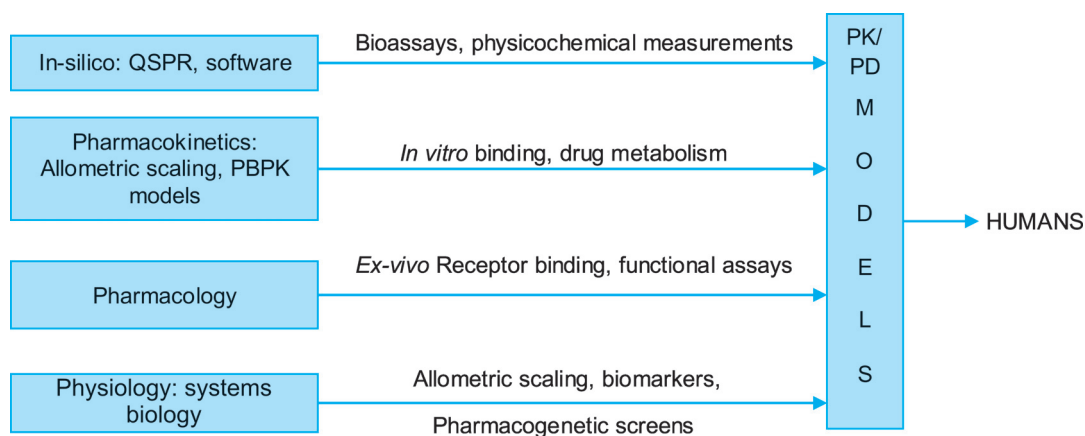 In-silico: QSPR, software
Bioassays, physicochemical measurements
Pharmacokinetics:
Allometric scaling, PBPK
models
In vitro binding, drug metabolism
Pharmacology
Ex-vivo Receptor binding, functional assays
Physiology: systems
biology
Allometric scaling, biomarkers,
Pharmacogenetic screens
PK/
PD
M
O
D
E
L
S
HUMANS